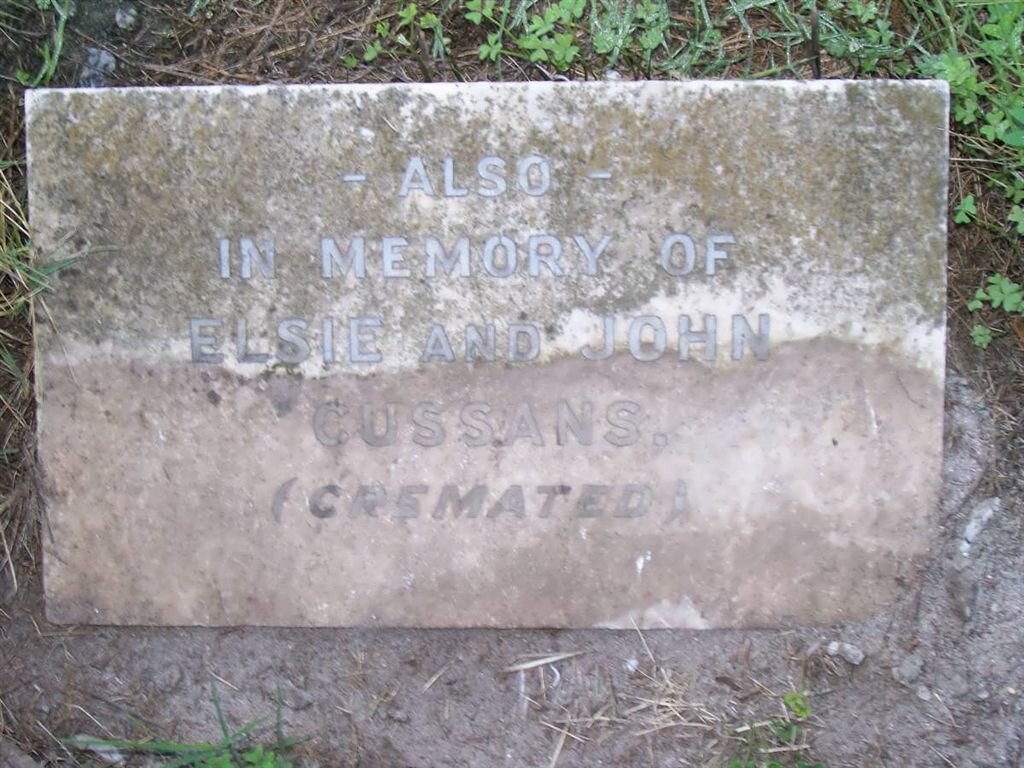 - ALSO -
IN MEMORY OF
ELSIE AND JOHN
CUSSANS.
(CREMATED)